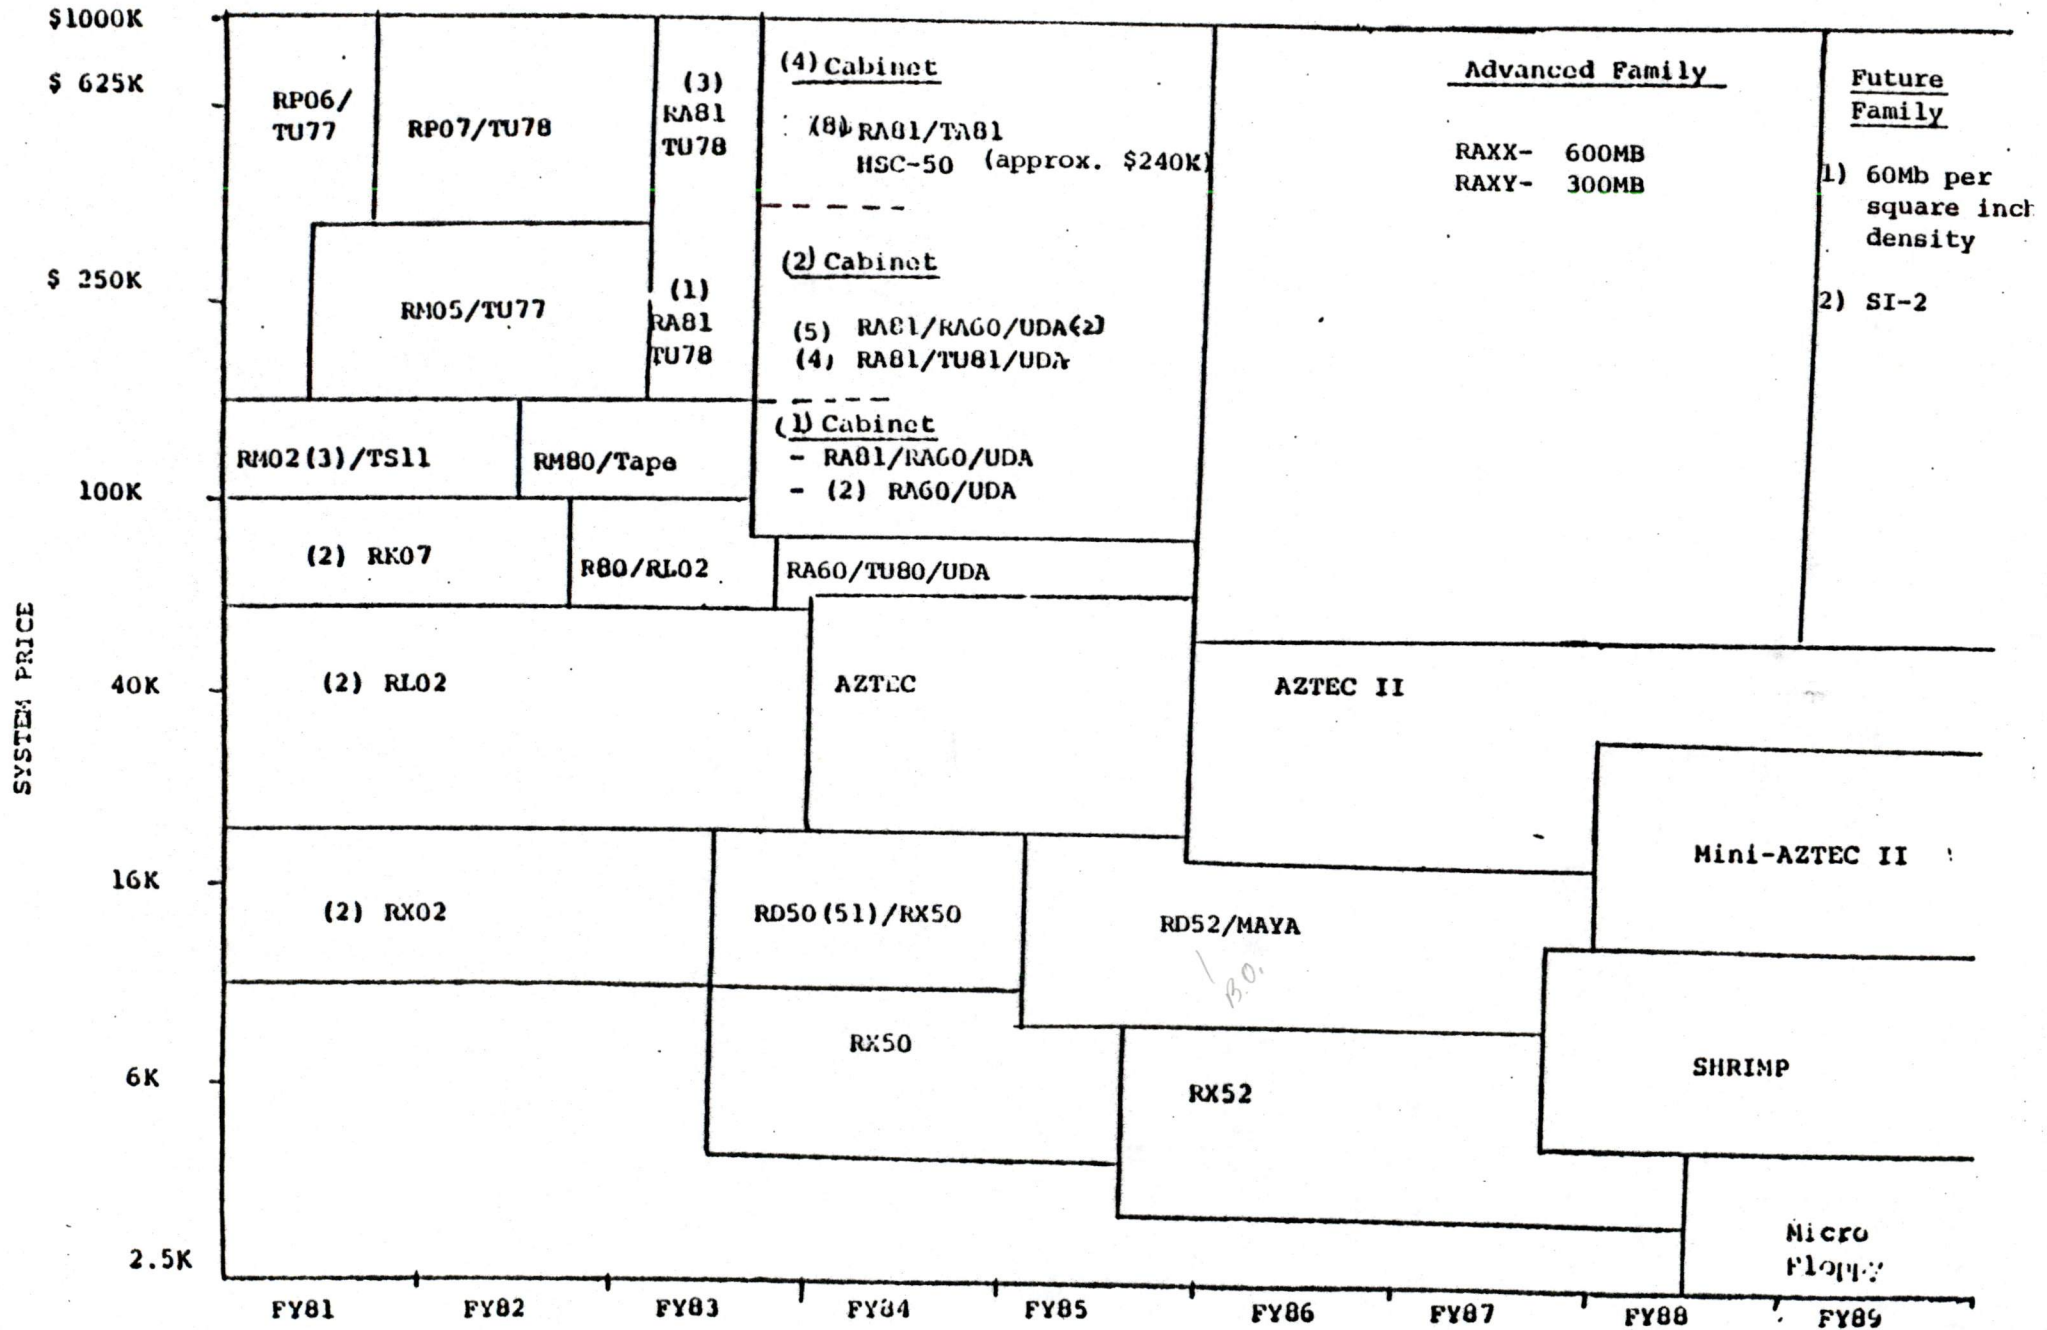 $1000K
$ 625K
$ 250K
100K
40K
16K
6K
2.5K
SYSTEM PRICE
RP06/
TU77
RP07/TU78
(3)
RA81
TU78
RM05/TU77
(1)
RA81
TU78
RM02(3)/TS11
RM80/Tape
(2) RK07
R80/RL02
(2) RL02
(2) RX02
(4) Cabinet
(8) RA81/TA81
HSC-50 (approx. $240K)
(2) Cabinet
(5) RA81/RA60/UDA(2)
(4) RA81/TU81/UDA
(1) Cabinet
- RA81/RA60/UDA
- (2) RA60/UDA
RA60/TU80/UDA
AZTEC
RD50(51)/RX50
RX50
Advanced Family
RAXX- 600MB
RAXY- 300MB
AZTEC II
RD52/MAYA
B.O.
RX52
Future
Family
1) 60Mb per
square inch
density
2) SI-2
Mini-AZTEC II
SHRIMP
Micro
Floppy
FY81 FY82 FY83 FY84 FY85 FY86 FY87 FY88 FY89